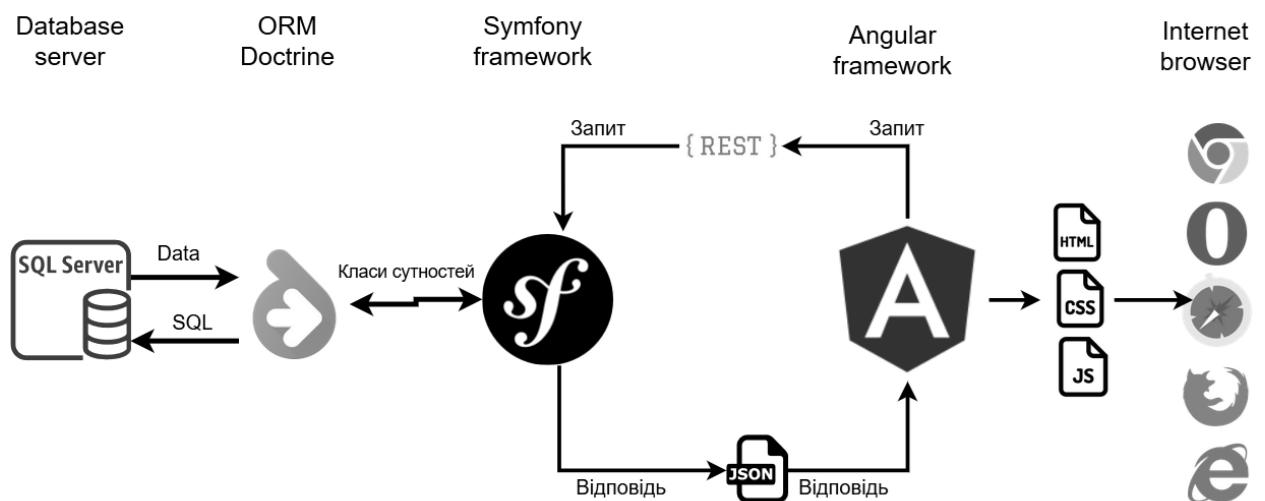 Database
server
ORM
Doctrine
Symfony
framework
Angular
framework
Internet
browser
Запит
{ REST }
Запит
SQL Server
Data
SQL
Класи сутностей
sf
A
HTML
CSS
JS
JSON
Відповідь
Відповідь